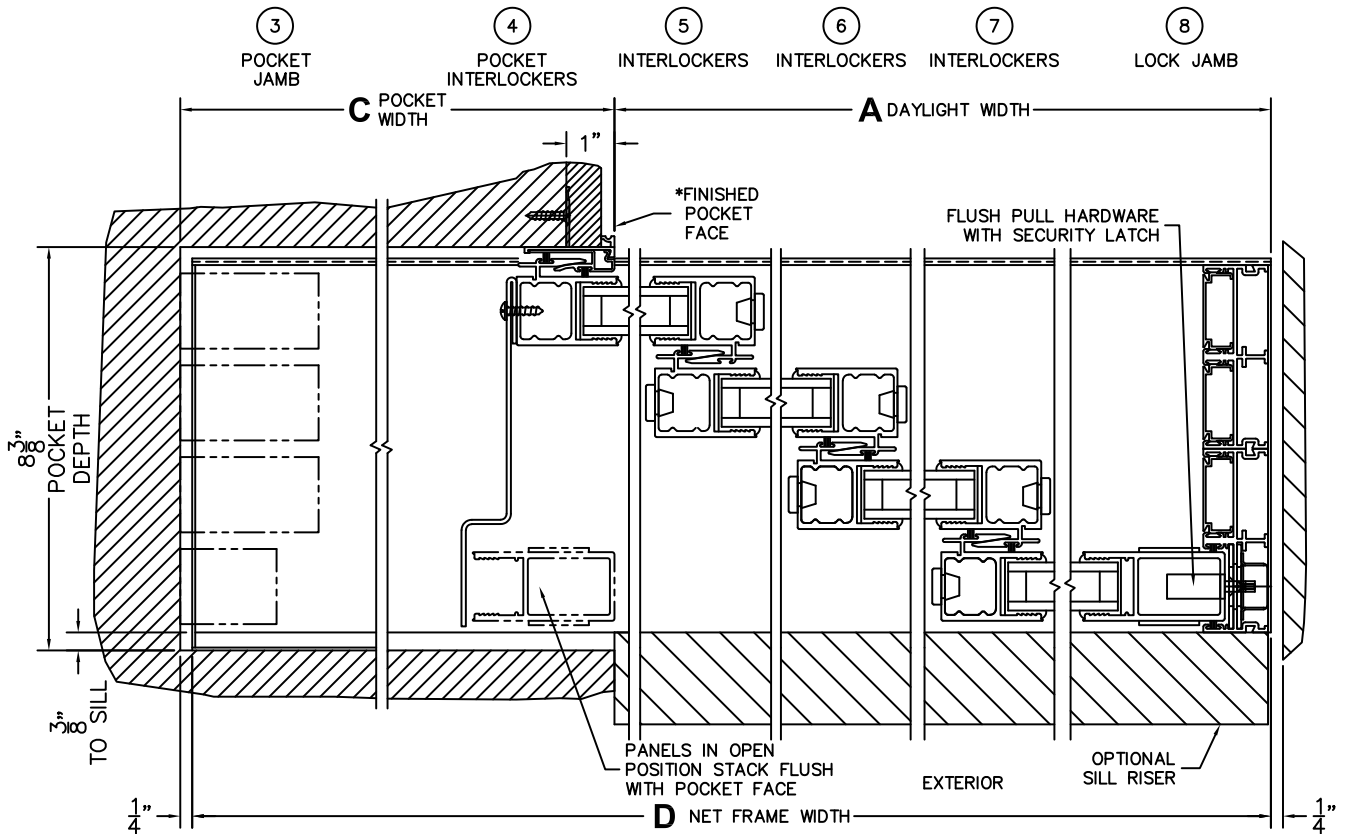 3
POCKET
JAMB
4
POCKET
INTERLOCKERS
5
INTERLOCKERS
6
INTERLOCKERS
7
INTERLOCKERS
8
LOCK JAMB
C POCKET
WIDTH
A DAYLIGHT WIDTH
1"
*FINISHED
POCKET
FACE
FLUSH PULL HARDWARE
WITH SECURITY LATCH
8 3/8"
POCKET
DEPTH
3/8"
TO SILL
PANELS IN OPEN
POSITION STACK FLUSH
WITH POCKET FACE
EXTERIOR
OPTIONAL
SILL RISER
1/4"
D NET FRAME WIDTH
1/4"